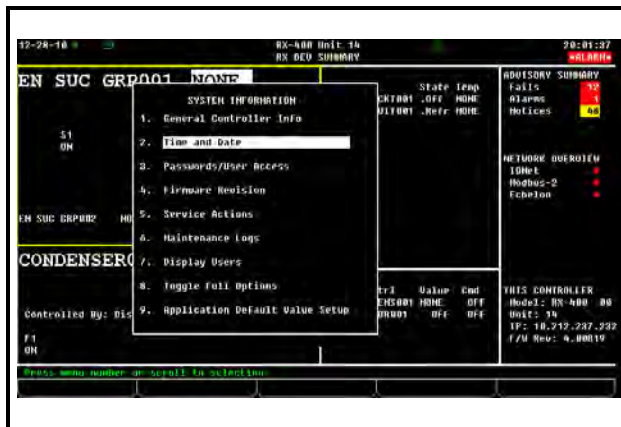 12-28-10
RX-400 Unit 14
20:01:37
RX DEV SUMMARY
*ALARM*
EN SUC GRP001 NONE
S1
ON
EN SUC GRP002
CONDENSER
Controlled By: Dis
F1
ON
SYSTEM INFORMATION
1. General Controller Info
2. Time and Date
3. Passwords/User Access
4. Firmware Revision
5. Service Actions
6. Maintenance Logs
7. Display Users
8. Toggle Full Options
9. Application Default Value Setup
State Temp
CKT001 .Off NONE
.Refr NONE
Value Cmd
NONE OFF
OFF OFF
ADVISORY SUMMARY
Fails 12
Alarms 1
Notices 46
NETWORK OVERVIEW
IONet
Modbus-2
Echelon
THIS CONTROLLER
Model: RX-400 00
Unit: 14
IP: 10.212.237.232
F/W Rev: 4.00B19
Press menu number or scroll to selection